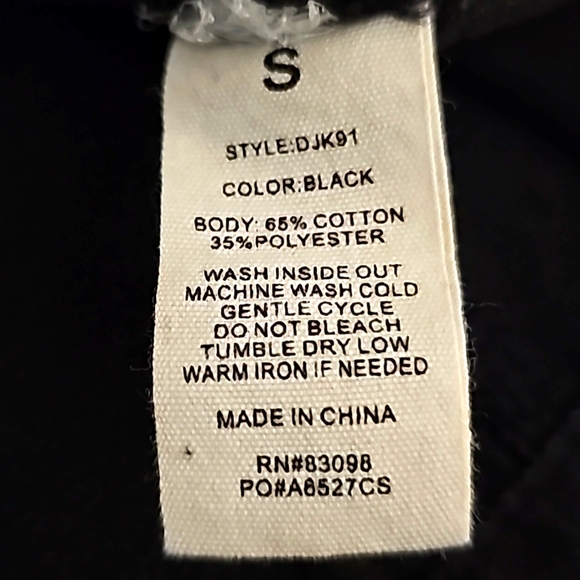 S
STYLE:DJK91
COLOR:BLACK
BODY: 65% COTTON
35%POLYESTER
WASH INSIDE OUT
MACHINE WASH COLD
GENTLE CYCLE
DO NOT BLEACH
TUMBLE DRY LOW
WARM IRON IF NEEDED
MADE IN CHINA
RN#83098
PO#A8527CS